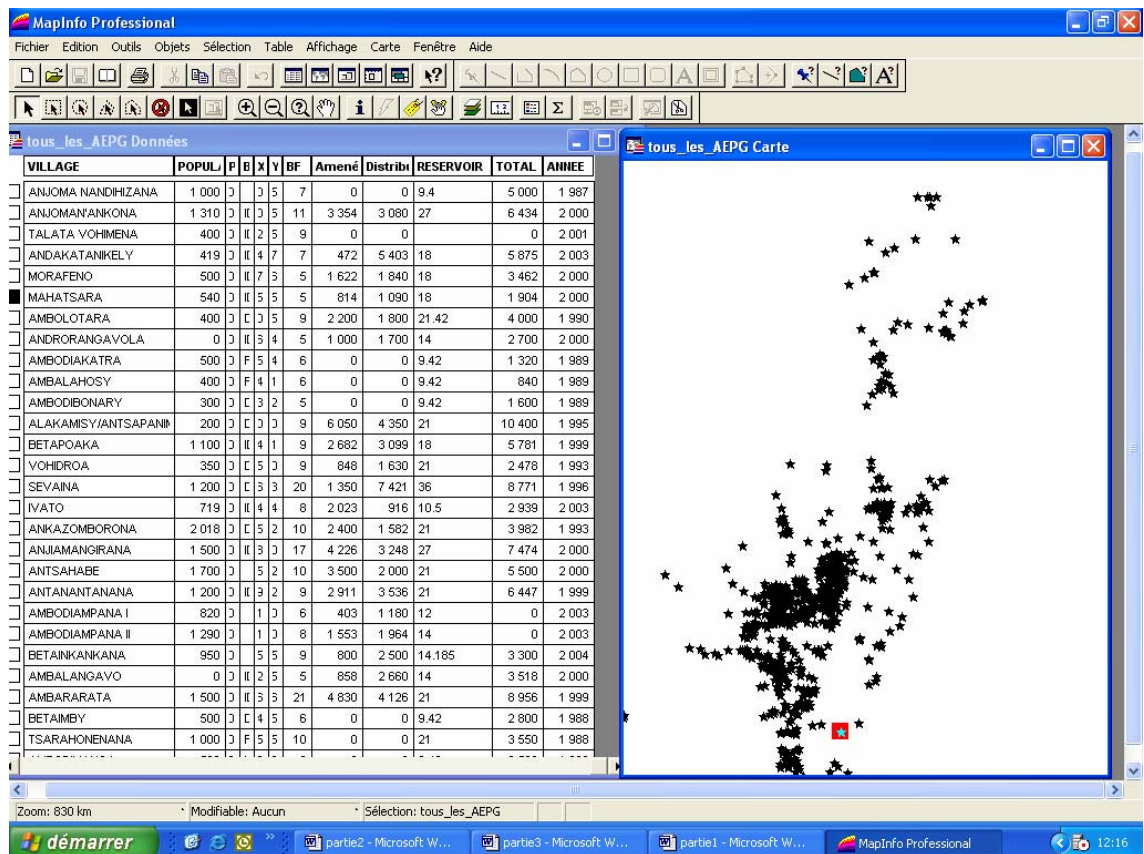 MapInfo Professional
Fichier Edition Outils Objets Sélection Table Affichage Carte Fenêtre Aide
tous_les_AEPG Données
VILLAGE POPUL P B X Y BF Amené Distrib RESERVOIR TOTAL ANNEE
ANJOMA NANDIHIZANA 1 000 5 7 0 0 9.4 5 000 1 987
ANJOMAN'ANKONA 1 310 5 11 3 354 3 080 27 6 434 2 000
TALATA VOHIMENA 400 2 5 9 0 0 0 2 001
ANDAKATANIKELY 419 4 7 7 472 5 403 18 5 875 2 003
MORAFENO 500 7 5 1 622 1 840 18 3 462 2 000
MAHATSARA 540 5 5 5 814 1 090 18 1 904 2 000
AMBOLOTARA 400 5 9 2 200 1 800 21.42 4 000 1 990
ANDRORANGAVOLA 0 4 5 1 000 1 700 14 2 700 2 000
AMBODIAKATRA 500 F 5 4 6 0 0 9.42 1 320 1 989
AMBALAHOSY 400 F 4 1 6 0 0 9.42 840 1 989
AMBODIBONARY 300 3 2 5 0 0 9.42 1 600 1 989
ALAKAMISY/ANTSAPANI 200 9 6 050 4 350 21 10 400 1 995
BETAPOAKA 1 100 4 1 9 2 682 3 099 18 5 781 1 999
VOHIDROA 350 5 9 848 1 630 21 2 478 1 993
SEVAINA 1 200 20 1 350 7 421 36 8 771 1 996
IVATO 719 4 4 8 2 023 916 10.5 2 939 2 003
ANKAZOMBORONA 2 018 5 2 10 2 400 1 582 21 3 982 1 993
ANJIAMANGIRANA 1 500 17 4 226 3 248 27 7 474 2 000
ANTSAHABE 1 700 5 2 10 3 500 2 000 21 5 500 2 000
ANTANANTANANA 1 200 2 9 2 911 3 536 21 6 447 1 999
AMBODIAMPANA I 820 1 6 403 1 180 12 0 2 003
AMBODIAMPANA II 1 290 1 8 1 553 1 964 14 0 2 003
BETAINKANKANA 950 5 5 9 800 2 500 14.185 3 300 2 004
AMBALANGAVO 0 2 5 5 858 2 660 14 3 518 2 000
AMBARARATA 1 500 21 4 830 4 126 21 8 956 1 999
BETAIMBY 500 4 5 6 0 0 9.42 2 800 1 988
TSARAHONENANA 1 000 F 5 5 10 0 0 21 3 550 1 988
tous_les_AEPG Carte
Zoom: 830 km Modifiable: Aucun Sélection: tous_les_AEPG
démarrer partie2 - Microsoft W... partie3 - Microsoft W... partie1 - Microsoft W... MapInfo Professional 12:16